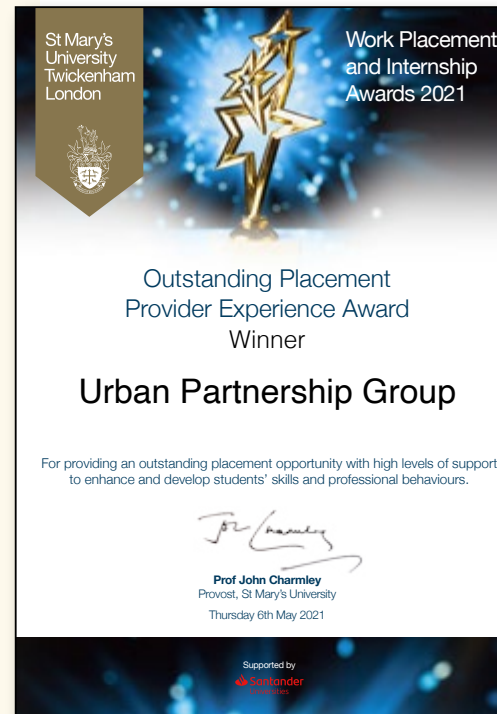 St Mary's
University
Twickenham
London
Work Placement
and Internship
Awards 2021
Outstanding Placement
Provider Experience Award
Winner
Urban Partnership Group
For providing an outstanding placement opportunity with high levels of support
to enhance and develop students' skills and professional behaviours.
Prof John Charmley
Provost, St Mary's University
Thursday 6th May 2021
Supported by
Santander
Universities